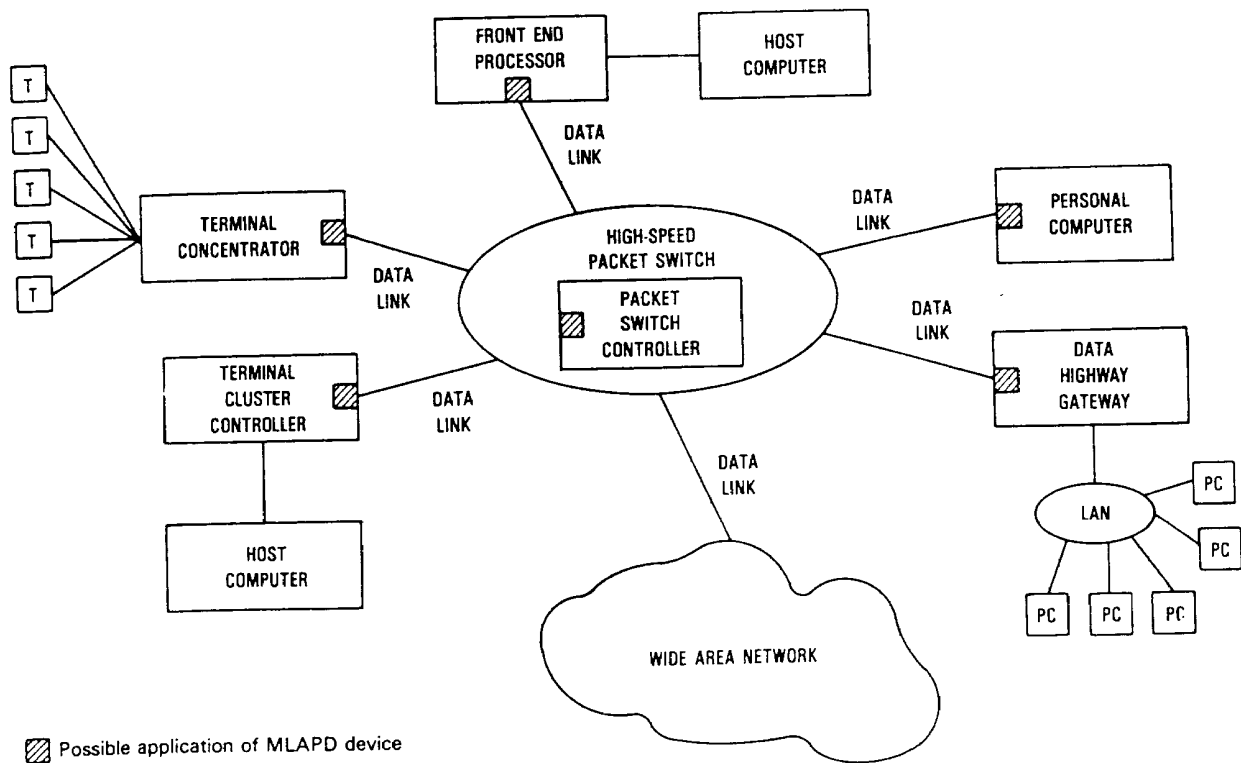 FRONT END
PROCESSOR
HOST
COMPUTER
DATA
LINK
T
T
T
T
T
TERMINAL
CONCENTRATOR
DATA
LINK
HIGH-SPEED
PACKET SWITCH
PACKET
SWITCH
CONTROLLER
DATA
LINK
PERSONAL
COMPUTER
DATA
LINK
DATA
HIGHWAY
GATEWAY
TERMINAL
CLUSTER
CONTROLLER
DATA
LINK
HOST
COMPUTER
DATA
LINK
LAN
PC
PC
PC
PC
PC
WIDE AREA NETWORK
Possible application of MLAPD device